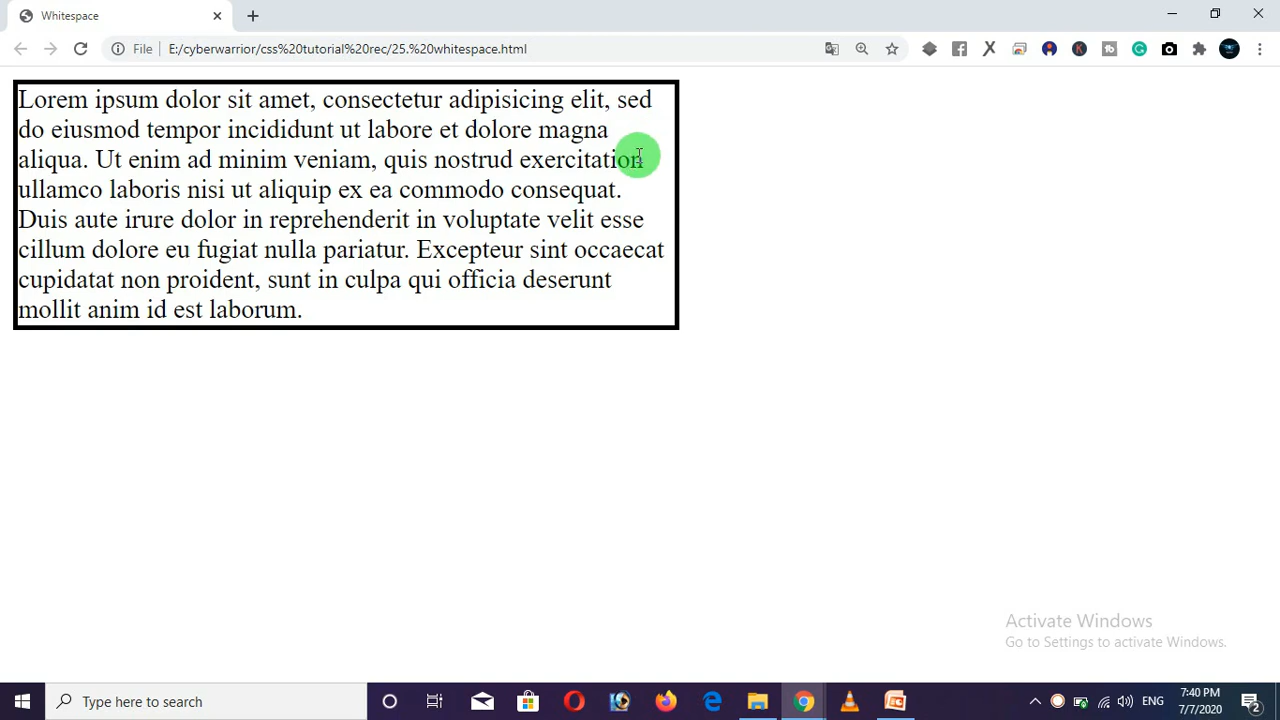 Whitespace
File
E:/cyberwarrior/css%20tutorial%20rec/25.%20whitespace.html
Lorem ipsum dolor sit amet, consectetur adipisicing elit, sed
do eiusmod tempor incididunt ut labore et dolore magna
aliqua. Ut enim ad minim veniam, quis nostrud exercitation
ullamco laboris nisi ut aliquip ex ea commodo consequat.
Duis aute irure dolor in reprehenderit in voluptate velit esse
cillum dolore eu fugiat nulla pariatur. Excepteur sint occaecat
cupidatat non proident, sunt in culpa qui officia deserunt
mollit anim id est laborum.
Activate Windows
Go to Settings to activate Windows.
Type here to search
ENG
7:40 PM
7/7/2020
2